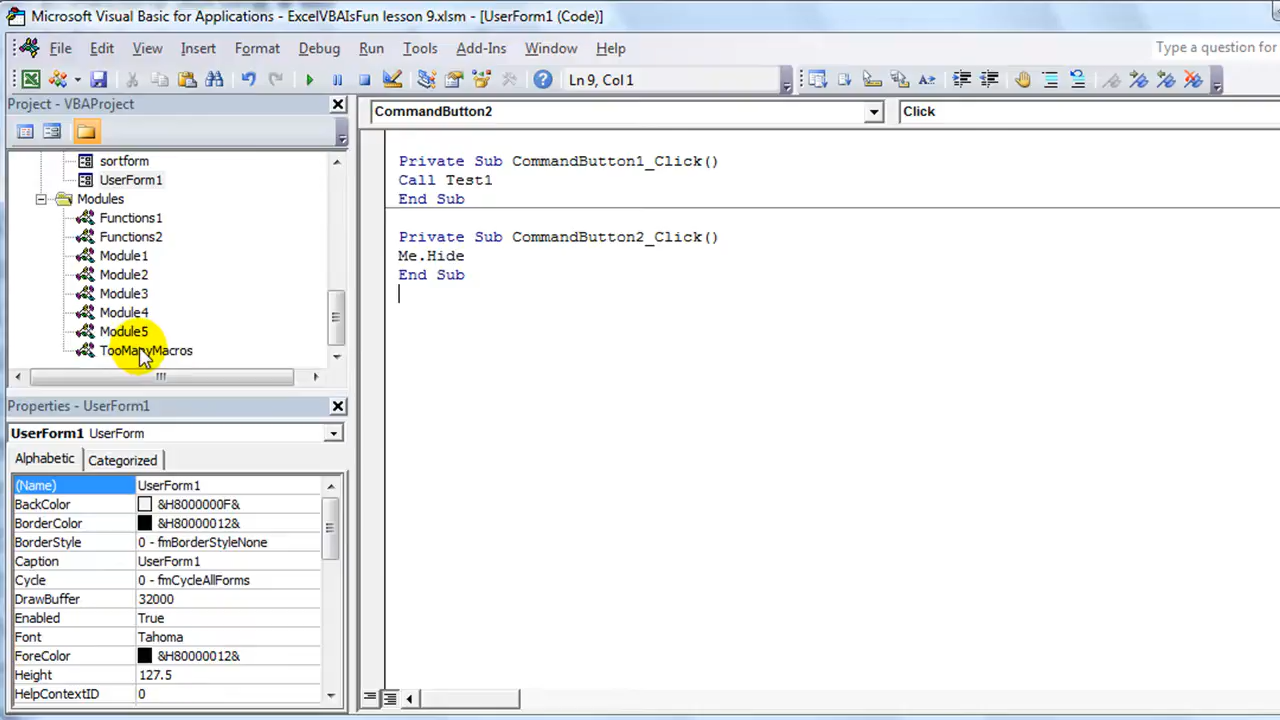 Microsoft Visual Basic for Applications - ExcelVBAIsFun lesson 9.xlsm - [UserForm1 (Code)]
File Edit View Insert Format Debug Run Tools Add-Ins Window Help
Type a question for
Ln 9, Col 1
Project - VBAProject
sortform
UserForm1
Modules
Functions1
Functions2
Module1
Module2
Module3
Module4
Module5
TooManyMacros
Properties - UserForm1
UserForm1 UserForm
Alphabetic Categorized
(Name) UserForm1
BackColor &H8000000F&
BorderColor &H80000012&
BorderStyle 0 - fmBorderStyleNone
Caption UserForm1
Cycle 0 - fmCycleAllForms
DrawBuffer 32000
Enabled True
Font Tahoma
ForeColor &H80000012&
Height 127.5
HelpContextID 0
CommandButton2 Click
Private Sub CommandButton1_Click()
Call Test1
End Sub
Private Sub CommandButton2_Click()
Me.Hide
End Sub